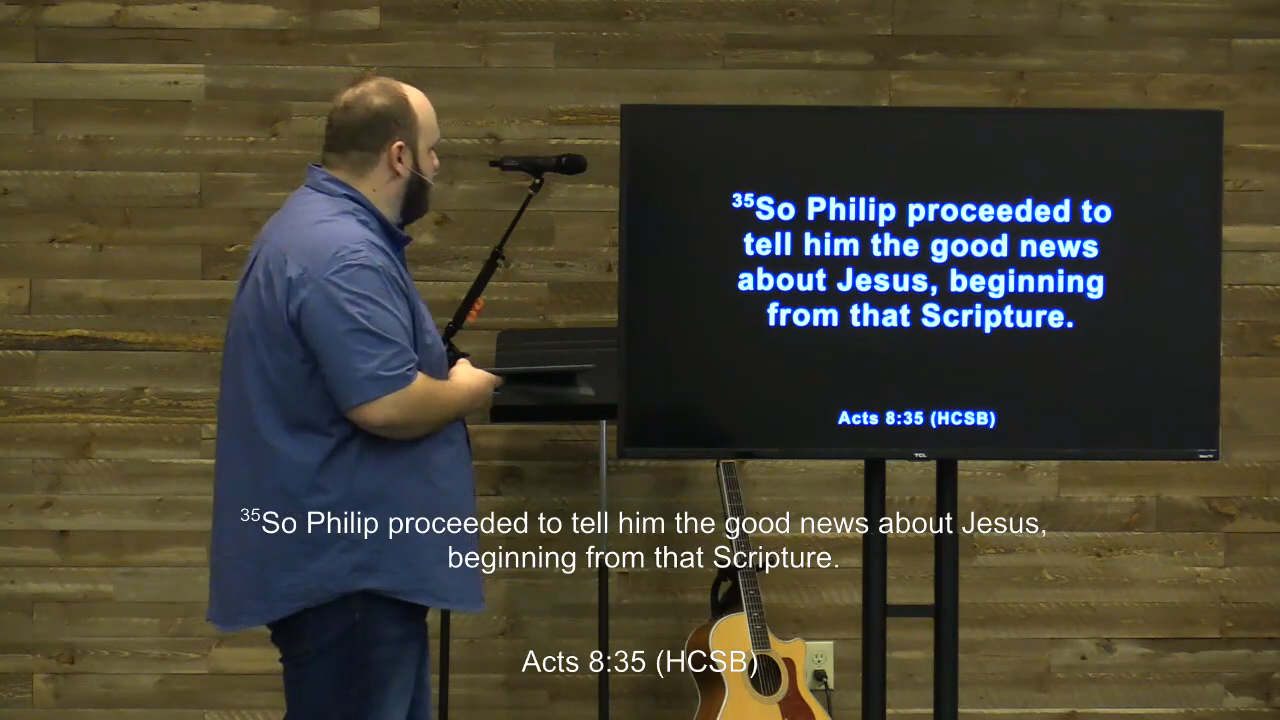 ³⁵So Philip proceeded to
tell him the good news
about Jesus, beginning
from that Scripture.
Acts 8:35 (HCSB)
TCL
³⁵So Philip proceeded to tell him the good news about Jesus,
beginning from that Scripture.
Acts 8:35 (HCSB)